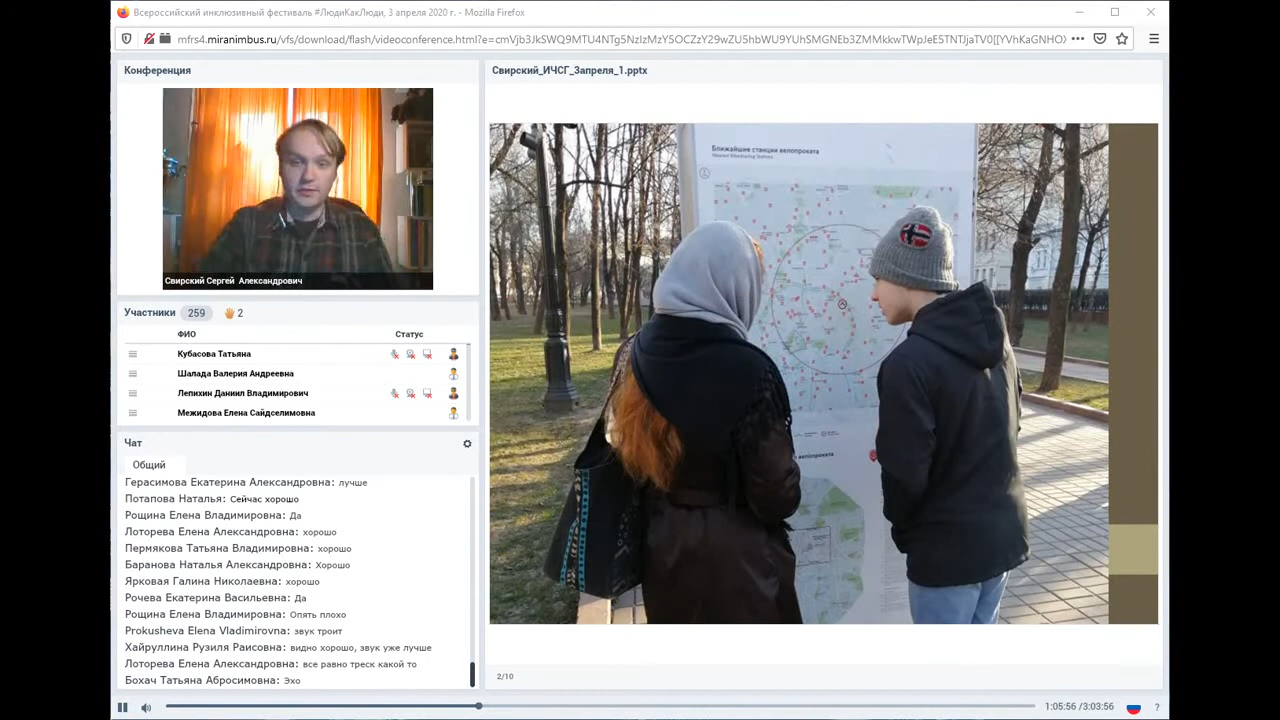 Всероссийский инклюзивный фестиваль #ЛюдиКакЛюди, 3 апреля 2020 г. - Mozilla Firefox
mfrs4.miranimbus.ru/vfs/download/flash/videoconference.html?e=
Конференция
Свирский Сергей Александрович
Участники 259 2
ФИО Статус
Кубасова Татьяна
Шалада Валерия Андреевна
Лепихин Даниил Владимирович
Межидова Елена Сайдселимовна
Чат
Общий
Герасимова Екатерина Александровна: лучше
Потапова Наталья: Сейчас хорошо
Рощина Елена Владимировна: Да
Лоторева Елена Александровна: хорошо
Пермякова Татьяна Владимировна: хорошо
Баранова Наталья Александровна: Хорошо
Ярковая Галина Николаевна: хорошо
Рочева Екатерина Васильевна: Да
Рощина Елена Владимировна: Опять плохо
Prokusheva Elena Vladimirovna: звук троит
Хайруллина Рузиля Раисовна: видно хорошо, звук уже лучше
Лоторева Елена Александровна: все равно треск какой то
Бохач Татьяна Абросимовна: Эхо
Свирский_ИЧСГ_3апреля_1.pptx
Ближайшие станции велопроката
велопроката
2/10
1:05:56 /3:03:56
?